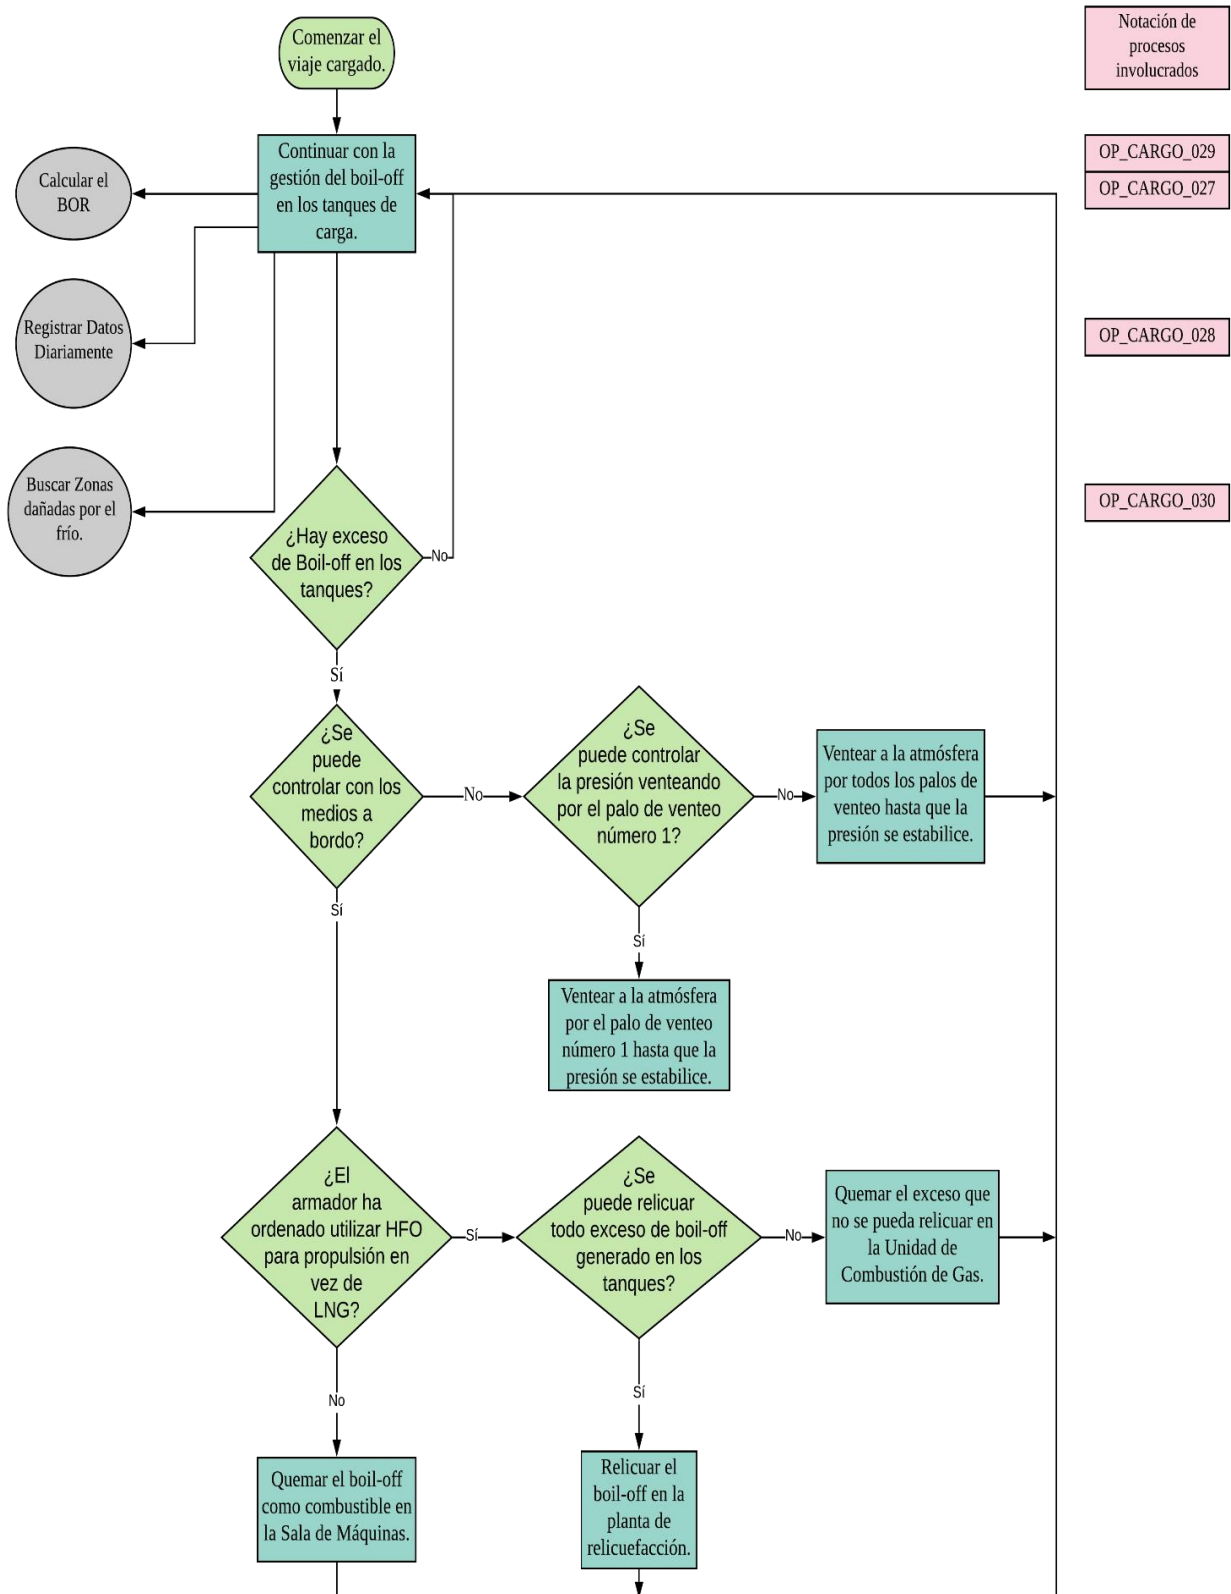 Comenzar el
viaje cargado.
Notación de
procesos
involucrados
Continuar con la
gestión del boil-off
en los tanques de
carga.
Calcular el
BOR
OP_CARGO_029
OP_CARGO_027
Registrar Datos
Diariamente
OP_CARGO_028
Buscar Zonas
dañadas por el
frío.
OP_CARGO_030
¿Hay exceso
de Boil-off en los
tanques?
No
Sí
¿Se
puede
controlar con los
medios a
bordo?
No
¿Se
puede controlar
la presión venteando
por el palo de venteo
número 1?
No
Ventear a la atmósfera
por todos los palos de
venteo hasta que la
presión se estabilice.
Sí
Sí
Ventear a la atmósfera
por el palo de venteo
número 1 hasta que la
presión se estabilice.
¿El
armador ha
ordenado utilizar HFO
para propulsión en
vez de
LNG?
Sí
¿Se
puede relicuar
todo exceso de boil-off
generado en los
tanques?
No
Quemar el exceso que
no se pueda relicuar en
la Unidad de
Combustión de Gas.
No
Sí
Quemar el boil-off
como combustible en
la Sala de Máquinas.
Relicuar el
boil-off en la
planta de
relicuefacción.